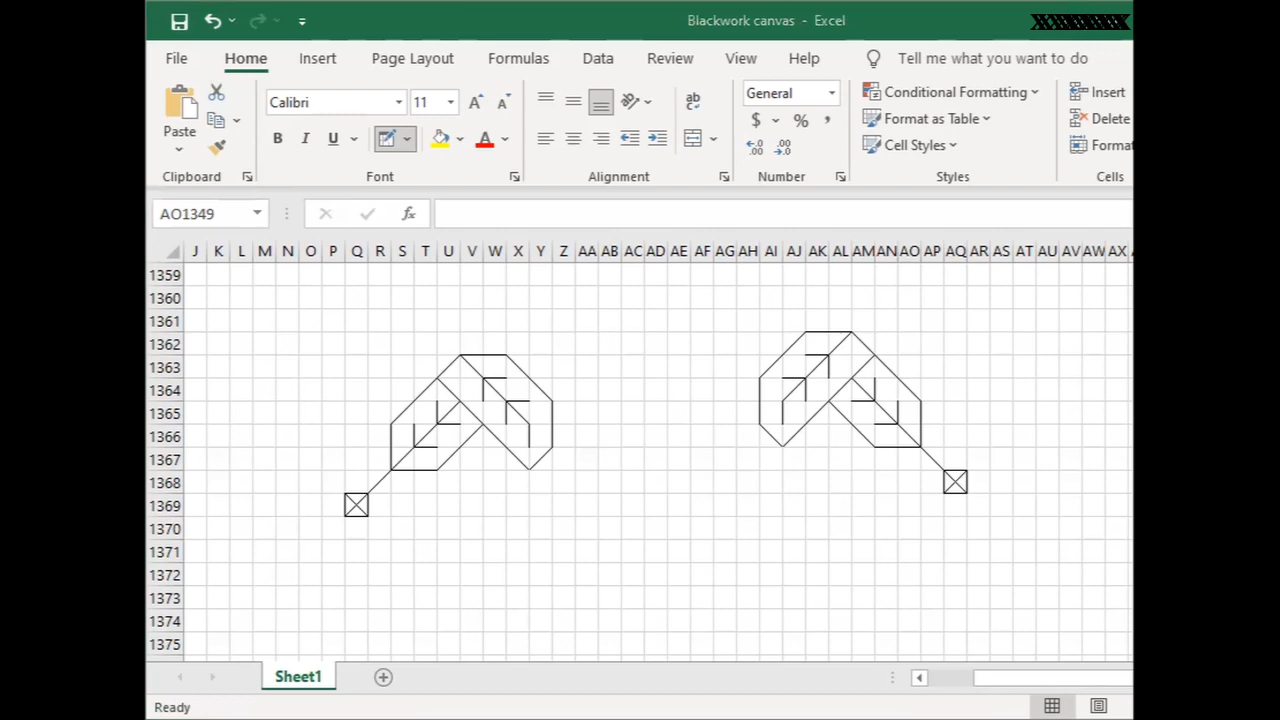 Blackwork canvas - Excel
File Home Insert Page Layout Formulas Data Review View Help Tell me what you want to do
Paste
Calibri 11
General
Conditional Formatting
Format as Table
Cell Styles
Insert
Delete
Format
B I U A ab c $ % , .00 .0
Clipboard Font Alignment Number Styles Cells
AO1349 fx
J K L M N O P Q R S T U V W X Y Z AA AB AC AD AE AF AG AH AI AJ AK AL AM AN AO AP AQ AR AS AT AU AV AW AX
1359
1360
1361
1362
1363
1364
1365
1366
1367
1368
1369
1370
1371
1372
1373
1374
1375
Sheet1
Ready